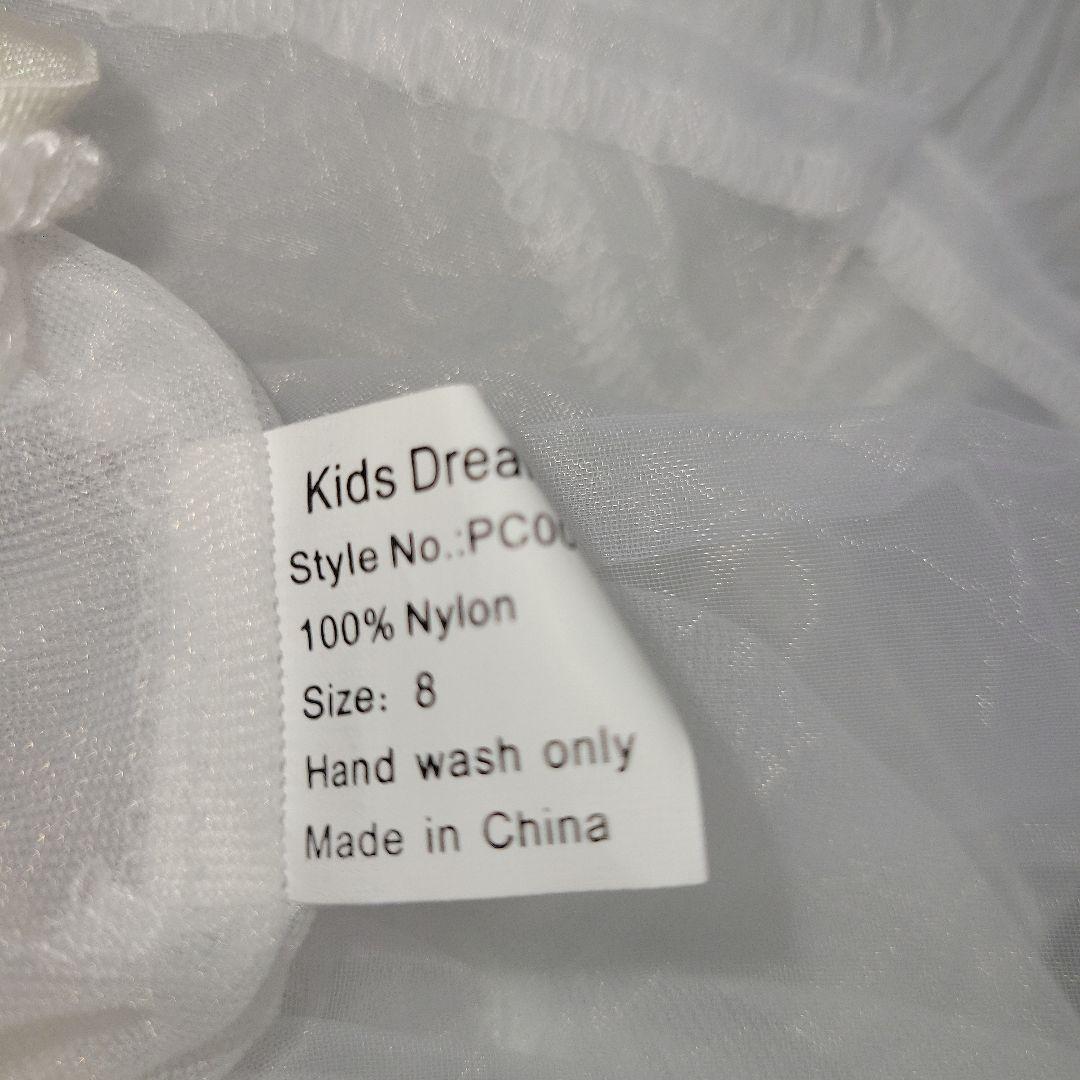 Kids Drea
Style No.:PC0
100% Nylon
Size: 8
Hand wash only
Made in China